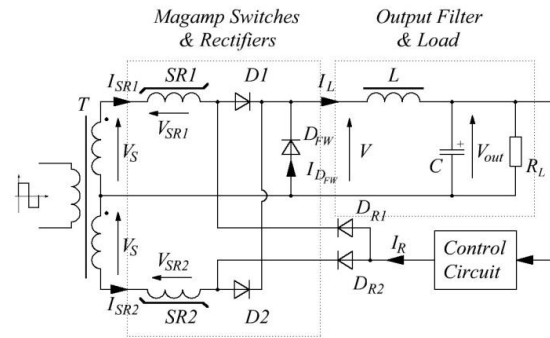 Magamp Switches
& Rectifiers
Output Filter
& Load
I_SR1
SR1
D1
I_L
L
T
V_SR1
V_S
D_FW
I_DFW
V
C
+
V_out
R_L
V_S
V_SR2
D_R1
I_R
D_R2
Control
Circuit
I_SR2
SR2
D2